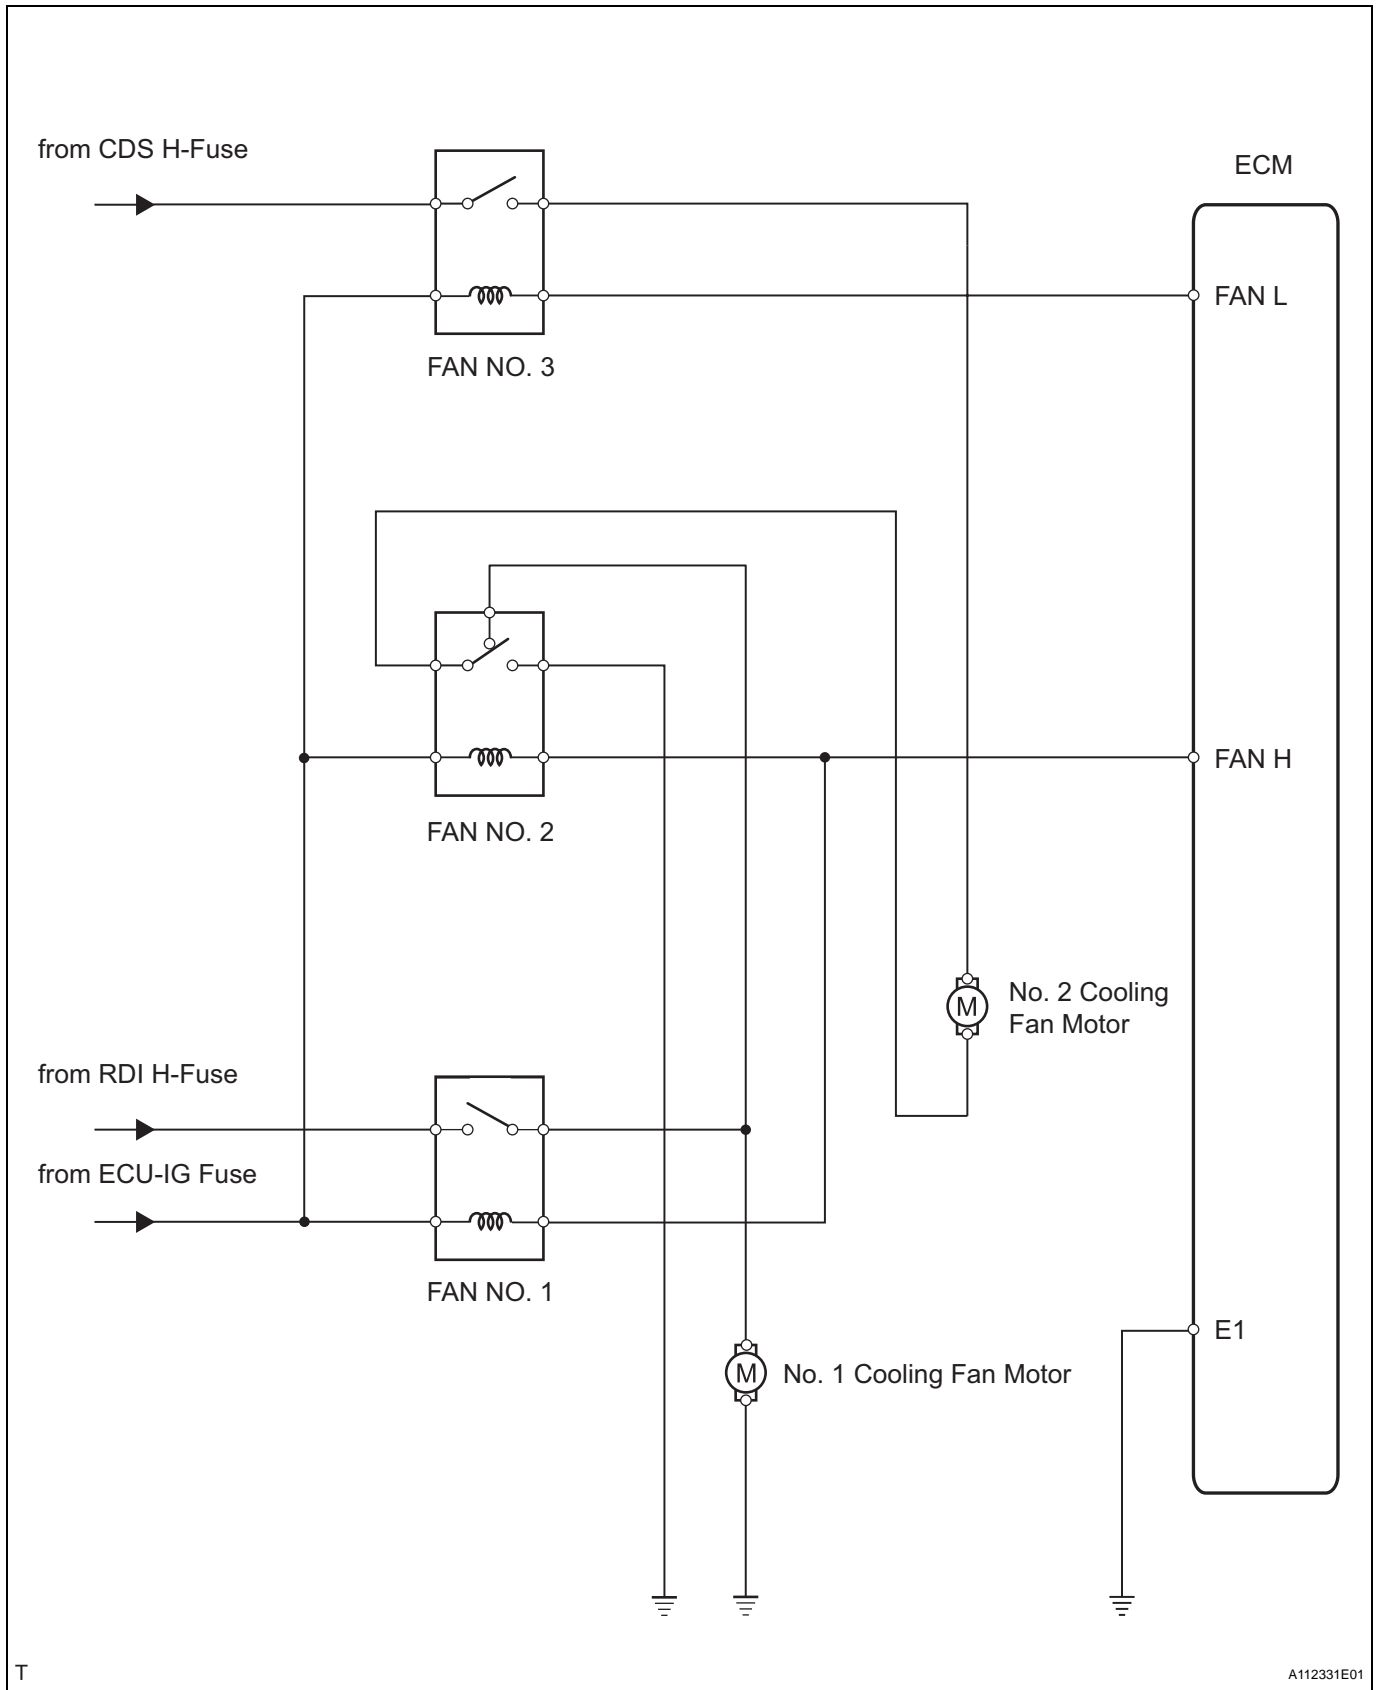 from CDS H-Fuse
ECM
FAN L
FAN NO. 3
FAN H
FAN NO. 2
No. 2 Cooling
Fan Motor
M
from RDI H-Fuse
from ECU-IG Fuse
FAN NO. 1
E1
M
No. 1 Cooling Fan Motor
T
A112331E01